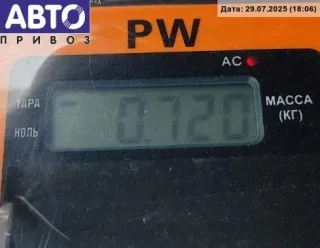 АВТО
ПРИВОЗ
Дата: 29.07.2025 (18:06)
PW
AC
ТАРА
0.720
МАССА
НОЛЬ
(КГ)